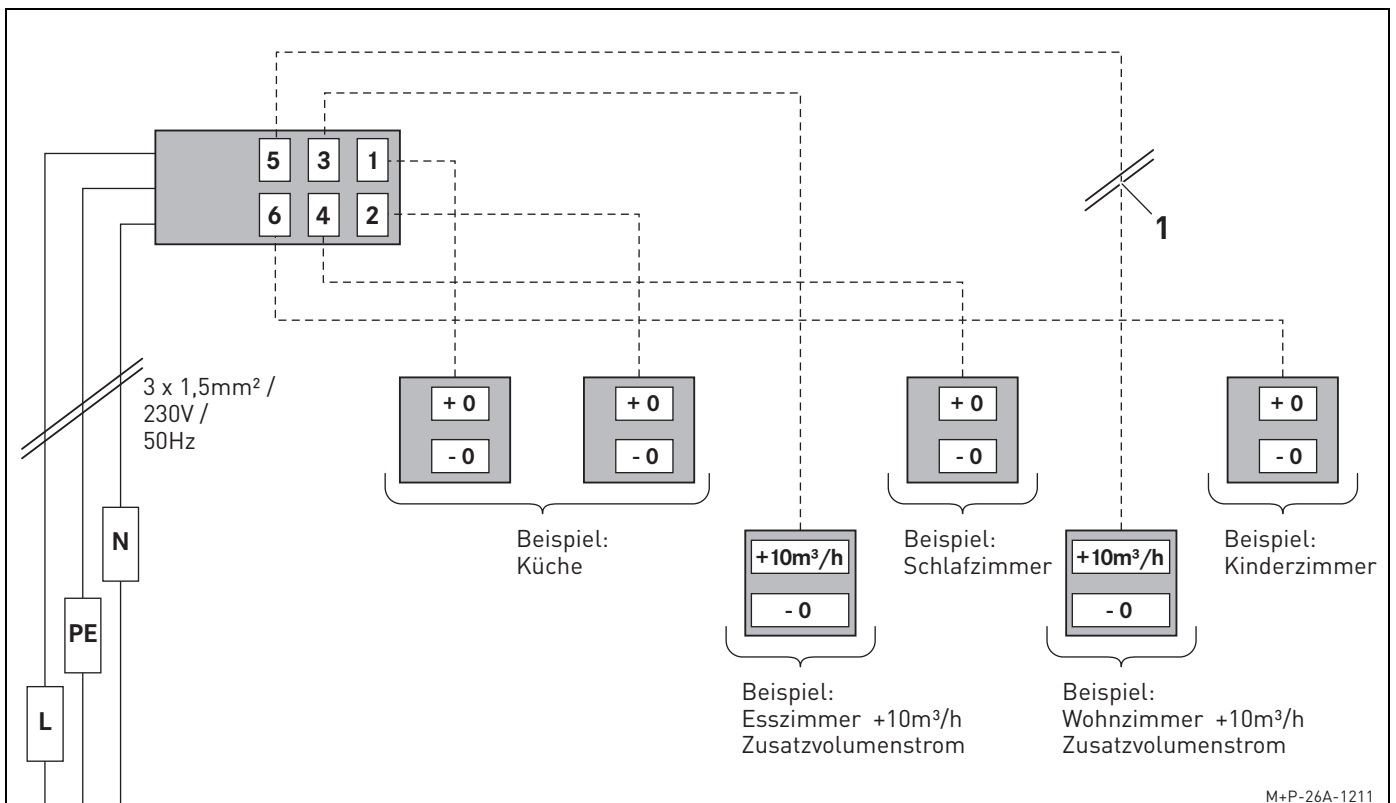 5 3 1
6 4 2
1
3 x 1,5mm² /
230V /
50Hz
+ 0
- 0
+ 0
- 0
+ 0
- 0
+ 0
- 0
N
PE
L
Beispiel:
Küche
+10m³/h
- 0
Beispiel:
Schlafzimmer
+10m³/h
- 0
Beispiel:
Kinderzimmer
Beispiel:
Esszimmer +10m³/h
Zusatzvolumenstrom
Beispiel:
Wohnzimmer +10m³/h
Zusatzvolumenstrom
M+P-26A-1211